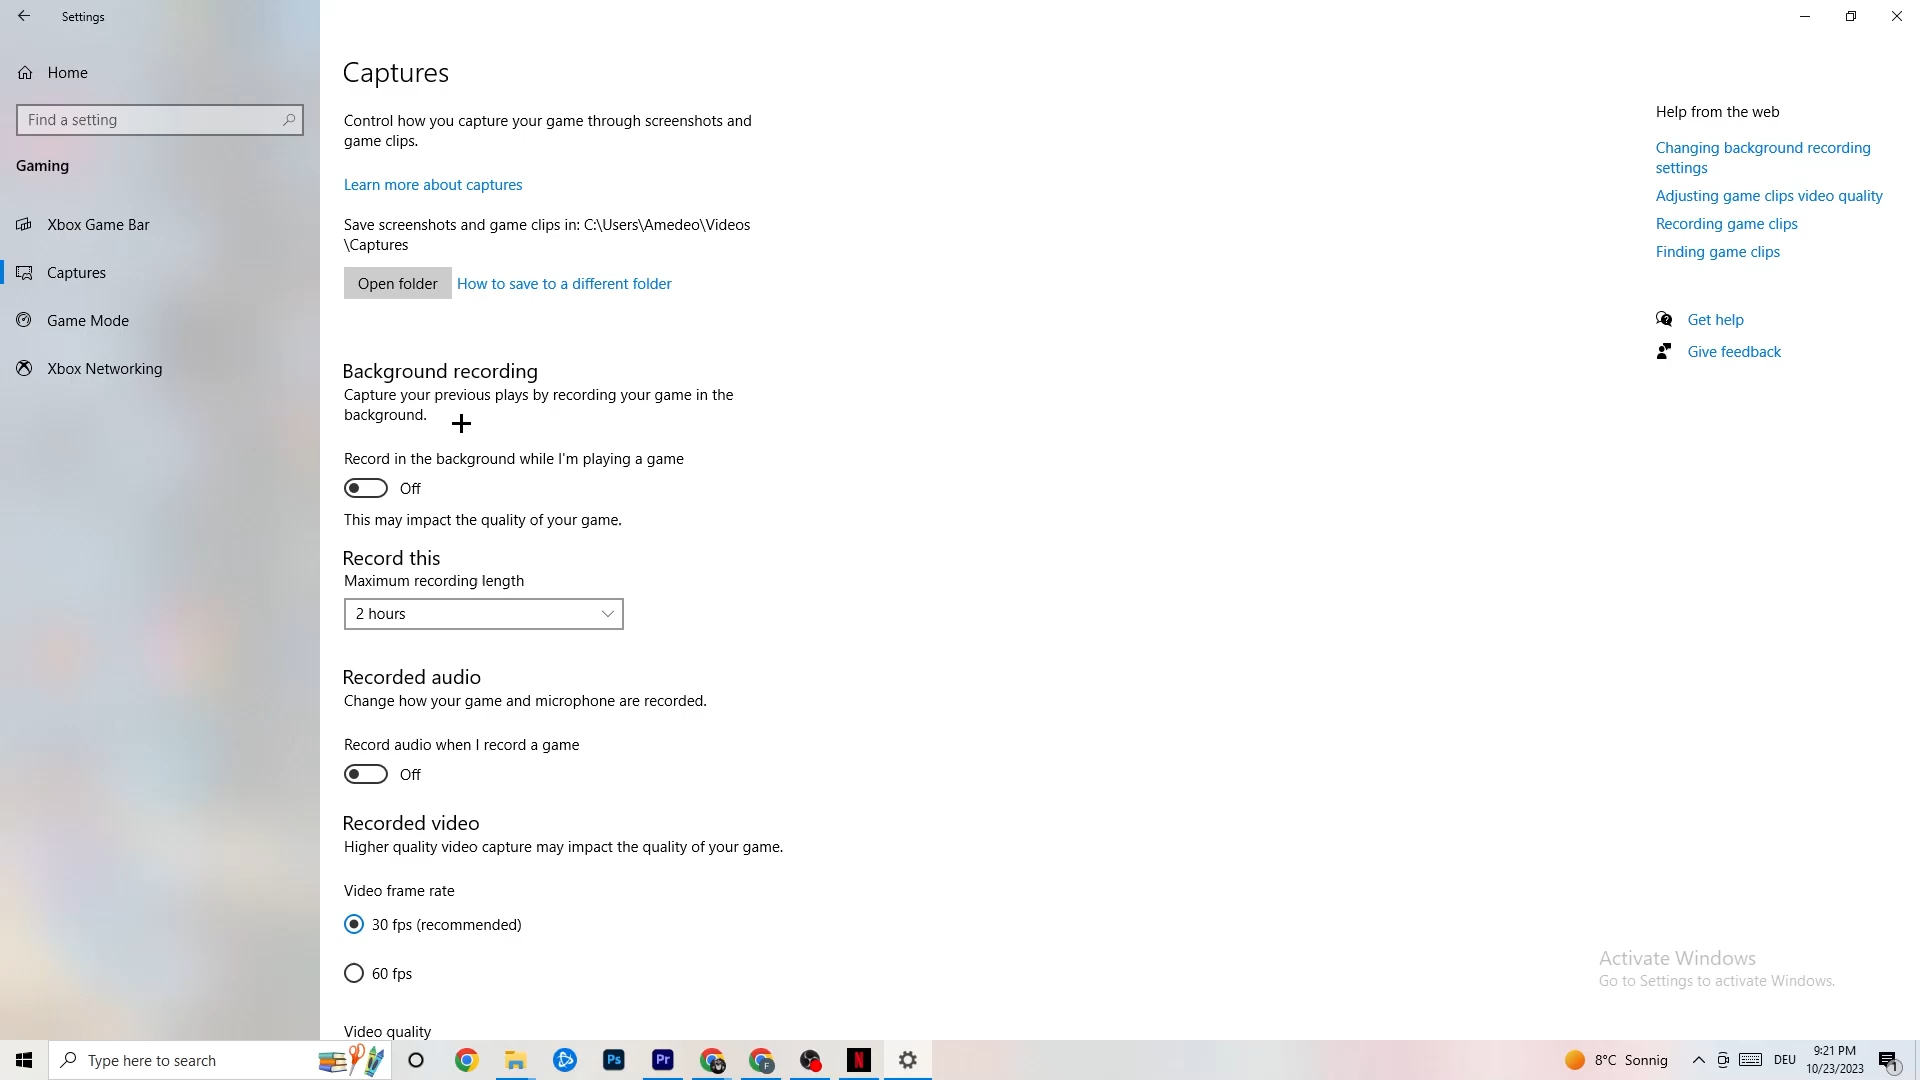 Settings
Home
Find a setting
Gaming
Xbox Game Bar
Captures
Game Mode
Xbox Networking
Captures
Control how you capture your game through screenshots and
game clips.
Learn more about captures
Save screenshots and game clips in: C:\Users\Amedeo\Videos
\Captures
Open folder
How to save to a different folder
Background recording
Capture your previous plays by recording your game in the
background.
Record in the background while I'm playing a game
Off
This may impact the quality of your game.
Record this
Maximum recording length
2 hours
Recorded audio
Change how your game and microphone are recorded.
Record audio when I record a game
Off
Recorded video
Higher quality video capture may impact the quality of your game.
Video frame rate
30 fps (recommended)
60 fps
Video quality
Help from the web
Changing background recording
settings
Adjusting game clips video quality
Recording game clips
Finding game clips
Get help
Give feedback
Activate Windows
Go to Settings to activate Windows.
Type here to search
Ps
Pr
F
N
8°C Sonnig
DEU
9:21 PM
10/23/2023
1